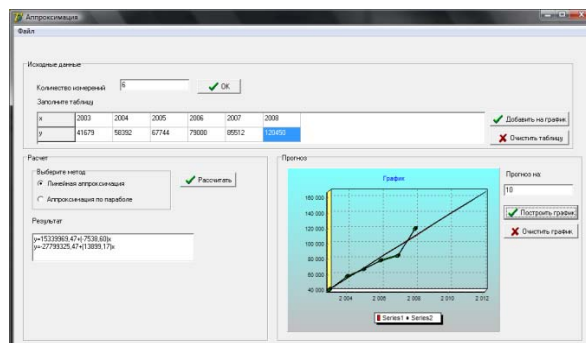 Аппроксимация
Файл
Исходные данные
Количество измерений 6 OK
Заполните таблицу
x 2003 2004 2005 2006 2007 2008
y 41679 58392 67744 79000 85512 120450
Добавить на график
Очистить таблицу
Расчет
Выберите метод
Линейная аппроксимация
Аппроксимация по параболе
Рассчитать
Результат
y=15339969,47+(-7538,60)x
y=-27799325,47+(13899,17)x
Прогноз
График
160 000
140 000
120 000
100 000
80 000
60 000
40 000
2 004 2 006 2 008 2 010 2 012
Series1 Series2
Прогноз на:
10
Построить график
Очистить график